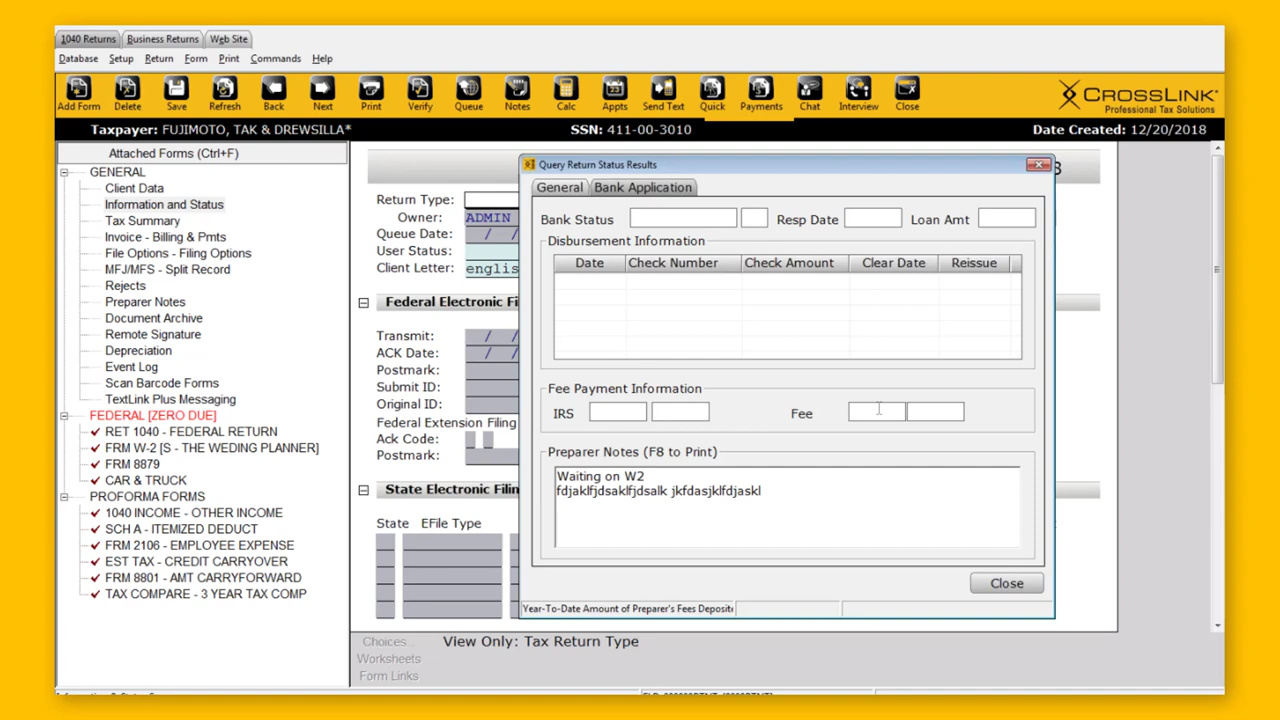 1040 Returns Business Returns Web Site
Database Setup Return Form Print Commands Help
Add Form Delete Save Refresh Back Next Print Verify Queue Notes Calc Appts Send Text Quick Payments Chat Interview Close
CROSSLINK
Professional Tax Solutions
Taxpayer: FUJIMOTO, TAK & DREWSILLA* SSN: 411-00-3010 Date Created: 12/20/2018
Attached Forms (Ctrl+F)
GENERAL
Client Data
Information and Status
Tax Summary
Invoice - Billing & Pmts
File Options - Filing Options
MFJ/MFS - Split Record
Rejects
Preparer Notes
Document Archive
Remote Signature
Depreciation
Event Log
Scan Barcode Forms
TextLink Plus Messaging
FEDERAL [ZERO DUE]
RET 1040 - FEDERAL RETURN
FRM W-2 [S - THE WEDING PLANNER]
FRM 8879
CAR & TRUCK
PROFORMA FORMS
1040 INCOME - OTHER INCOME
SCH A - ITEMIZED DEDUCT
FRM 2106 - EMPLOYEE EXPENSE
EST TAX - CREDIT CARRYOVER
FRM 8801 - AMT CARRYFORWARD
TAX COMPARE - 3 YEAR TAX COMP
Return Type:
Owner: ADMIN
Queue Date: / /
User Status:
Client Letter: englis
Federal Electronic Fi
Transmit: / /
ACK Date: / /
Postmark:
Submit ID:
Original ID:
Federal Extension Filing
Ack Code:
Postmark:
State Electronic Filin
State EFile Type
Query Return Status Results
General Bank Application
Bank Status Resp Date Loan Amt
Disbursement Information
Date Check Number Check Amount Clear Date Reissue
Fee Payment Information
IRS Fee
Preparer Notes (F8 to Print)
Waiting on W2
fdjaklfjdsaklfjdsalk jkfdasjklfdjaskl
Close
Year-To-Date Amount of Preparer's Fees Deposite
Choices... View Only: Tax Return Type
Worksheets
Form Links